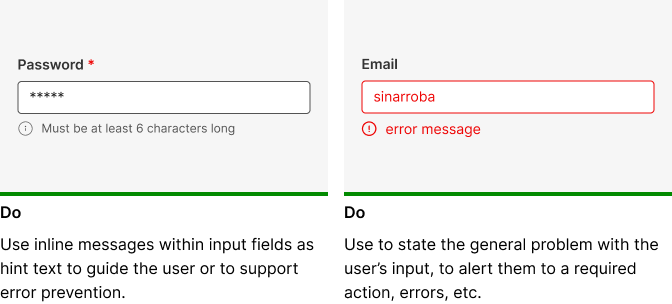 Password *
*****
Must be at least 6 characters long
Do
Use inline messages within input fields as
hint text to guide the user or to support
error prevention.
Email
sinarroba
error message
Do
Use to state the general problem with the
user’s input, to alert them to a required
action, errors, etc.